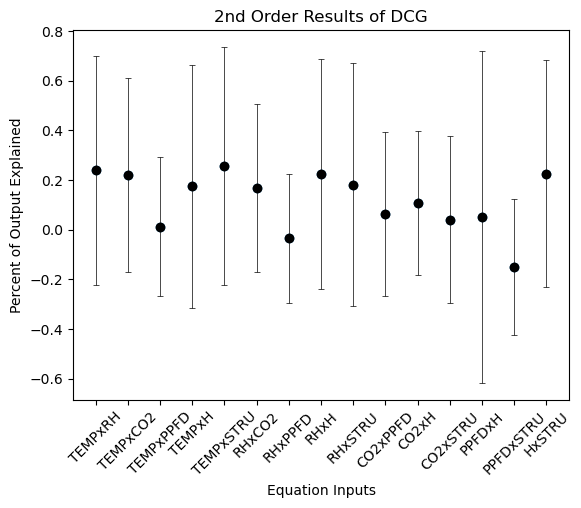 2nd Order Results of DCG
Percent of Output Explained
0.8
0.6
0.4
0.2
0.0
−0.2
−0.4
−0.6
TEMPxRH
TEMPxCO2
TEMPxPPFD
TEMPxH
TEMPxSTRU
RHxCO2
RHxPPFD
RHxH
RHxSTRU
CO2xPPFD
CO2xH
CO2xSTRU
PPFDxH
PPFDxSTRU
HxSTRU
Equation Inputs